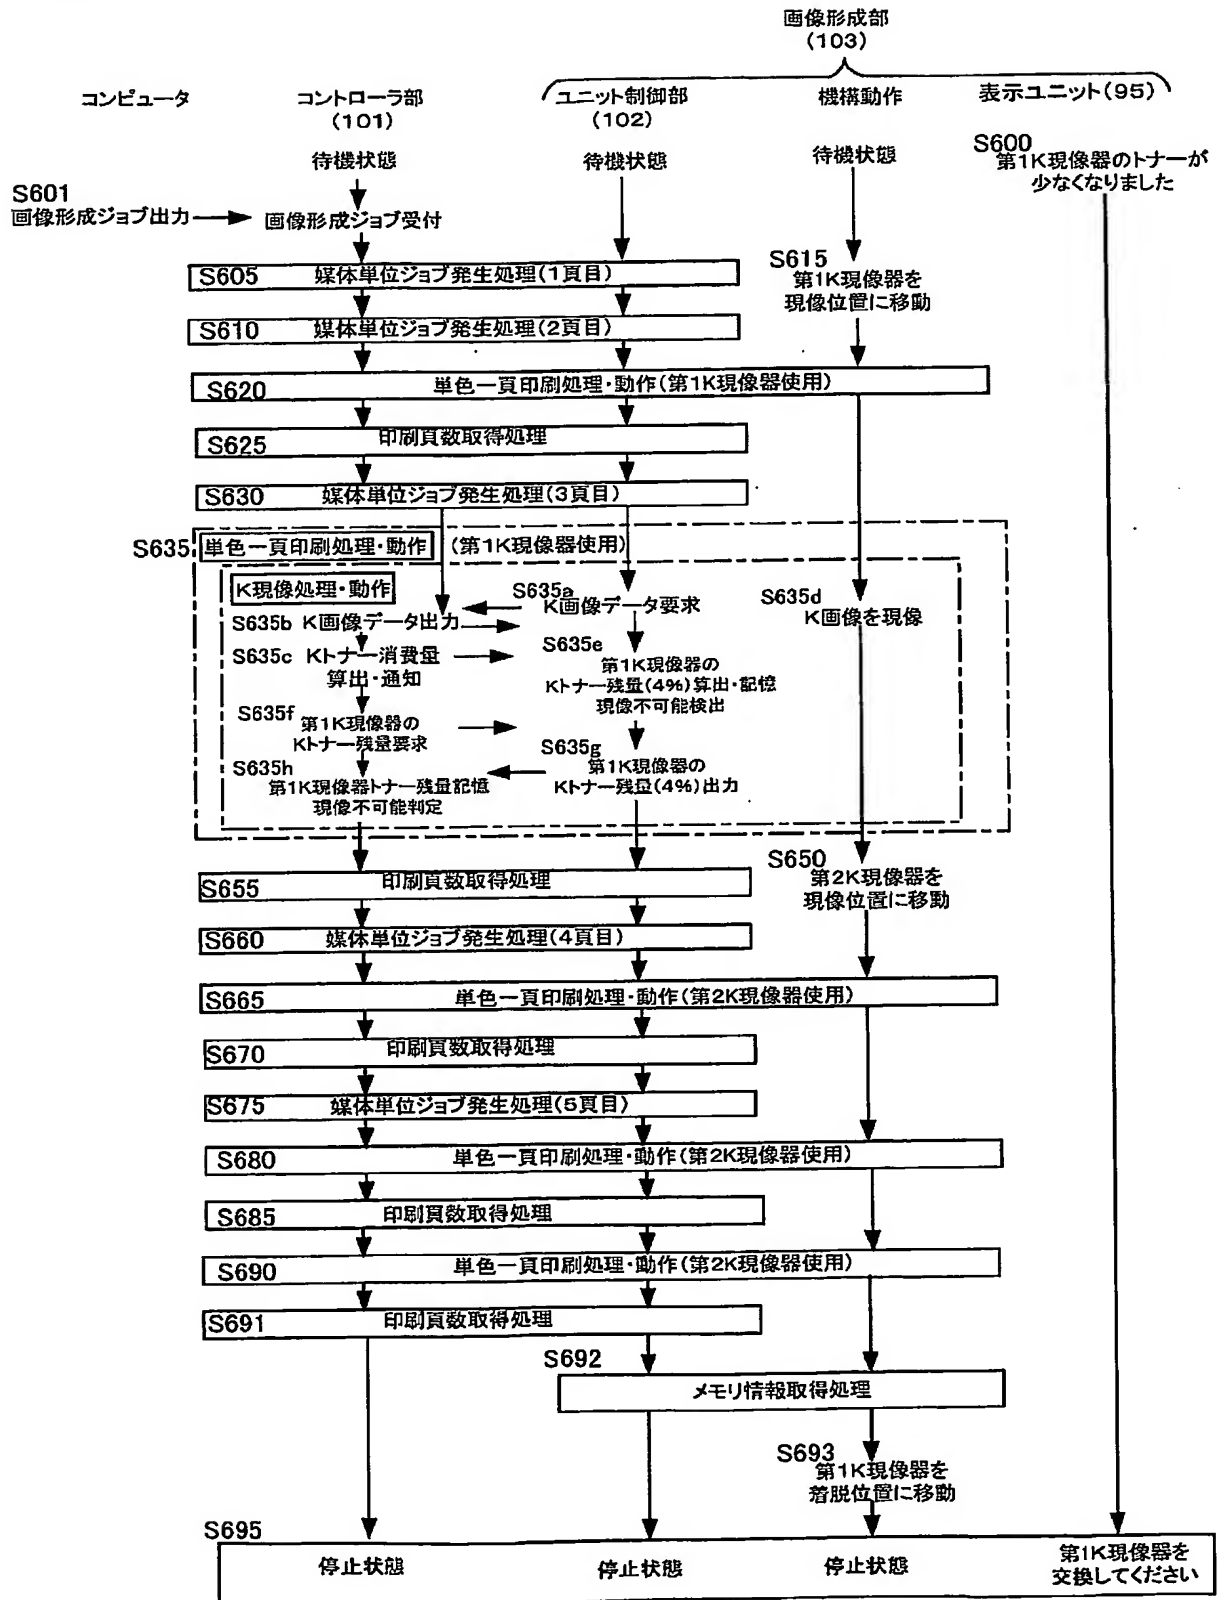 画像形成部
(103)
コンピュータ
コントローラ部
(101)
ユニット制御部
(102)
機構動作
表示ユニット(95)
待機状態
待機状態
待機状態
S600
第1K現像器のトナーが
少なくなりました
S601
画像形成ジョブ出力
画像形成ジョブ受付
S605 媒体単位ジョブ発生処理(1頁目)
S615
第1K現像器を
現像位置に移動
S610 媒体単位ジョブ発生処理(2頁目)
S620 単色一頁印刷処理・動作(第1K現像器使用)
S625 印刷頁数取得処理
S630 媒体単位ジョブ発生処理(3頁目)
S635 単色一頁印刷処理・動作 (第1K現像器使用)
K現像処理・動作
S635a
K画像データ要求
S635b K画像データ出力
S635d
K画像を現像
S635c Kトナー消費量
算出・通知
S635e
第1K現像器の
Kトナー残量(4%)算出・記憶
現像不可能検出
S635f 第1K現像器の
Kトナー残量要求
S635g
第1K現像器の
Kトナー残量(4%)出力
S635h
第1K現像器トナー残量記憶
現像不可能判定
S650
第2K現像器を
現像位置に移動
S655 印刷頁数取得処理
S660 媒体単位ジョブ発生処理(4頁目)
S665 単色一頁印刷処理・動作(第2K現像器使用)
S670 印刷頁数取得処理
S675 媒体単位ジョブ発生処理(5頁目)
S680 単色一頁印刷処理・動作(第2K現像器使用)
S685 印刷頁数取得処理
S690 単色一頁印刷処理・動作(第2K現像器使用)
S691 印刷頁数取得処理
S692
メモリ情報取得処理
S693
第1K現像器を
着脱位置に移動
S695
停止状態
停止状態
停止状態
第1K現像器を
交換してください